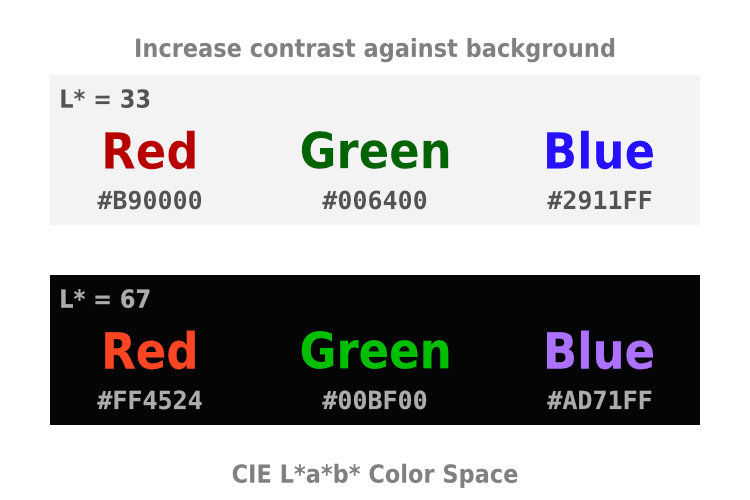 Increase contrast against background
L* = 33
Red Green Blue
#B90000 #006400 #2911FF
L* = 67
Red Green Blue
#FF4524 #00BF00 #AD71FF
CIE L*a*b* Color Space